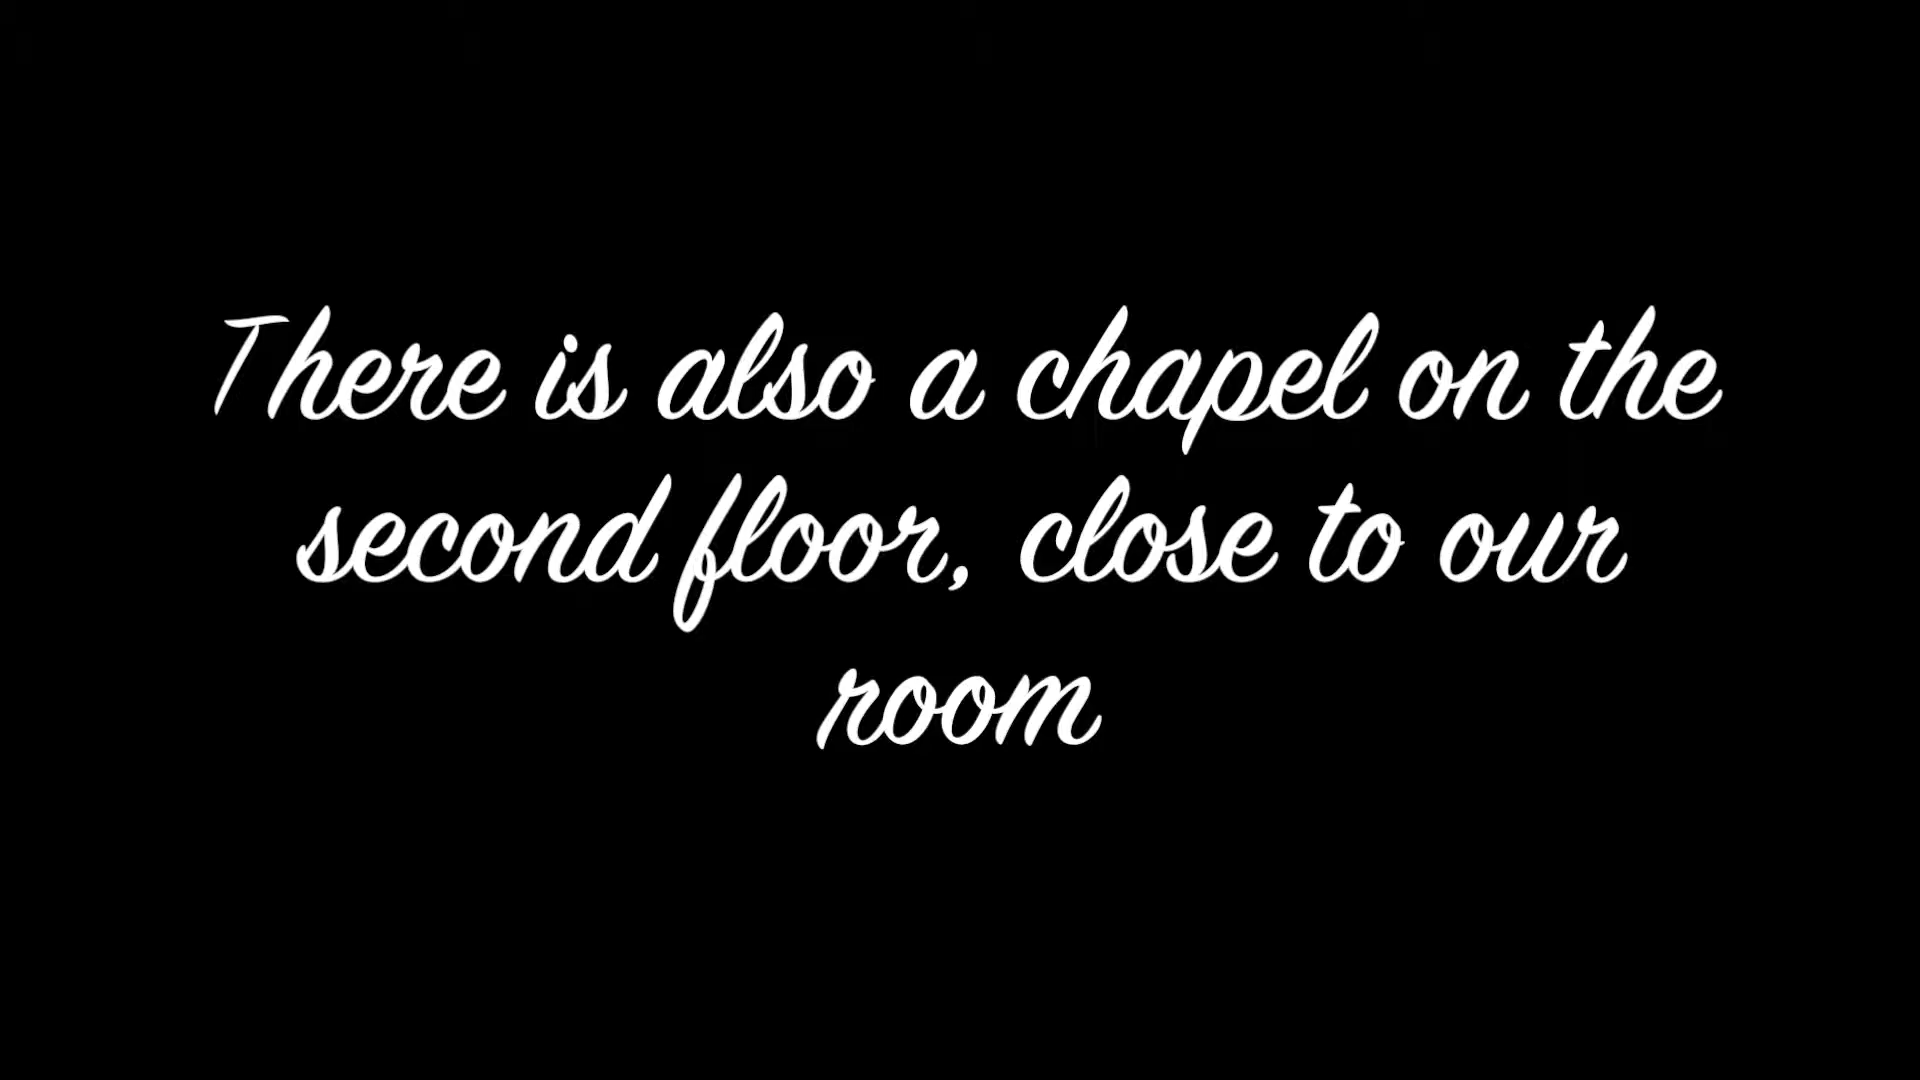 There is also a chapel on the
second floor, close to our
room